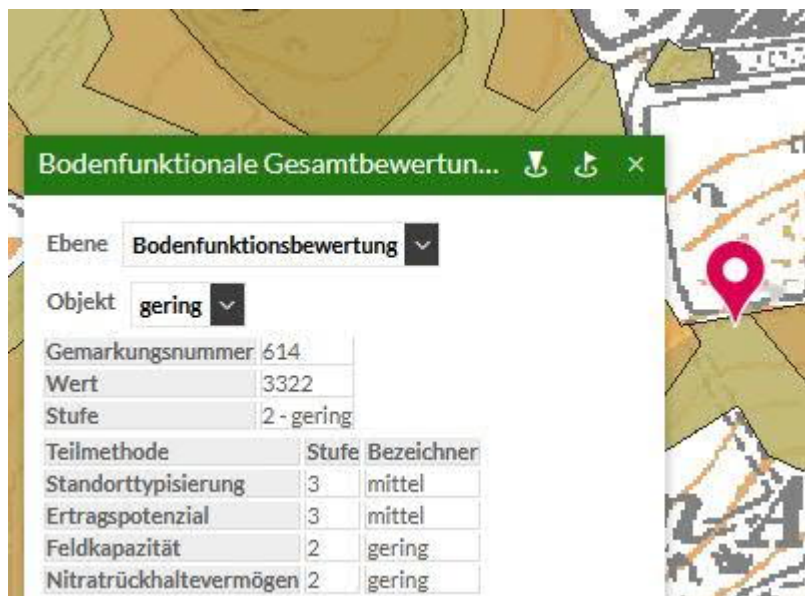 Bodenfunktionale Gesamtbewertun...
Ebene Bodenfunktionsbewertung
Objekt gering
Gemarkungsnummer 614
Wert 3322
Stufe 2 - gering
Teilmethode Stufe Bezeichner
Standorttypisierung 3 mittel
Ertragspotenzial 3 mittel
Feldkapazität 2 gering
Nitratrückhaltevermögen 2 gering